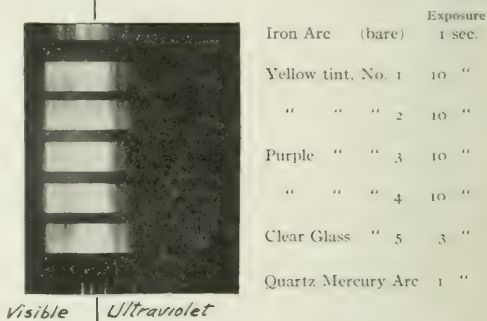 Exposure
Iron Arc (bare) 1 sec.
Yellow tint, No. 1 10 “
“ “ “ 2 10 “
Purple “ “ 3 10 “
“ “ “ 4 10 “
Clear Glass “ 5 3 “
Quartz Mercury Arc 1 “
Visible Ultraviolet